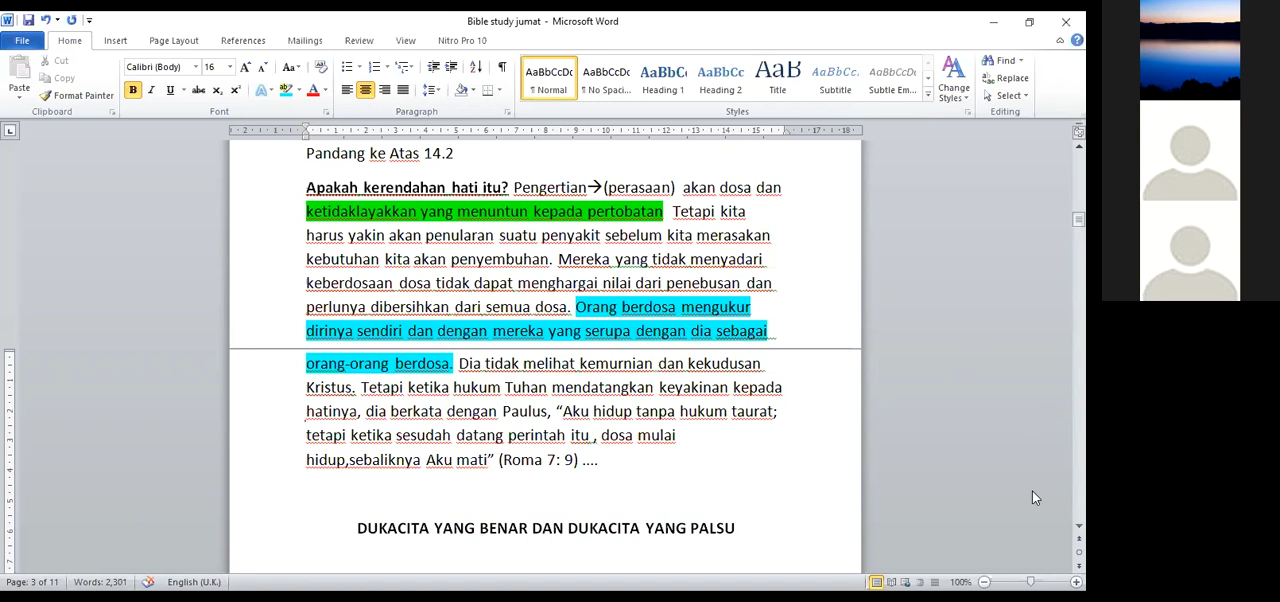 Bible study jumat - Microsoft Word
File Home Insert Page Layout References Mailings Review View Nitro Pro 10
Paste
Cut
Copy
Format Painter
Clipboard
Calibri (Body) 16
Font
Paragraph
AaBbCcDc AaBbCcDc AaBbC AaBbCc AaB AaBbCc. AaBbCcDc
¶ Normal ¶ No Spaci... Heading 1 Heading 2 Title Subtitle Subtle Em...
Styles
Change
Styles
Find
Replace
Select
Editing
Pandang ke Atas 14.2
Apakah kerendahan hati itu? Pengertian→(perasaan) akan dosa dan
ketidaklayakkan yang menuntun kepada pertobatan Tetapi kita
harus yakin akan penularan suatu penyakit sebelum kita merasakan
kebutuhan kita akan penyembuhan. Mereka yang tidak menyadari
keberdosaan dosa tidak dapat menghargai nilai dari penebusan dan
perlunya dibersihkan dari semua dosa. Orang berdosa mengukur
dirinya sendiri dan dengan mereka yang serupa dengan dia sebagai
orang-orang berdosa. Dia tidak melihat kemurnian dan kekudusan
Kristus. Tetapi ketika hukum Tuhan mendatangkan keyakinan kepada
hatinya, dia berkata dengan Paulus, “Aku hidup tanpa hukum taurat;
tetapi ketika sesudah datang perintah itu , dosa mulai
hidup,sebaliknya Aku mati” (Roma 7: 9) ....
DUKACITA YANG BENAR DAN DUKACITA YANG PALSU
Page: 3 of 11 Words: 2,301 English (U.K.) 100%